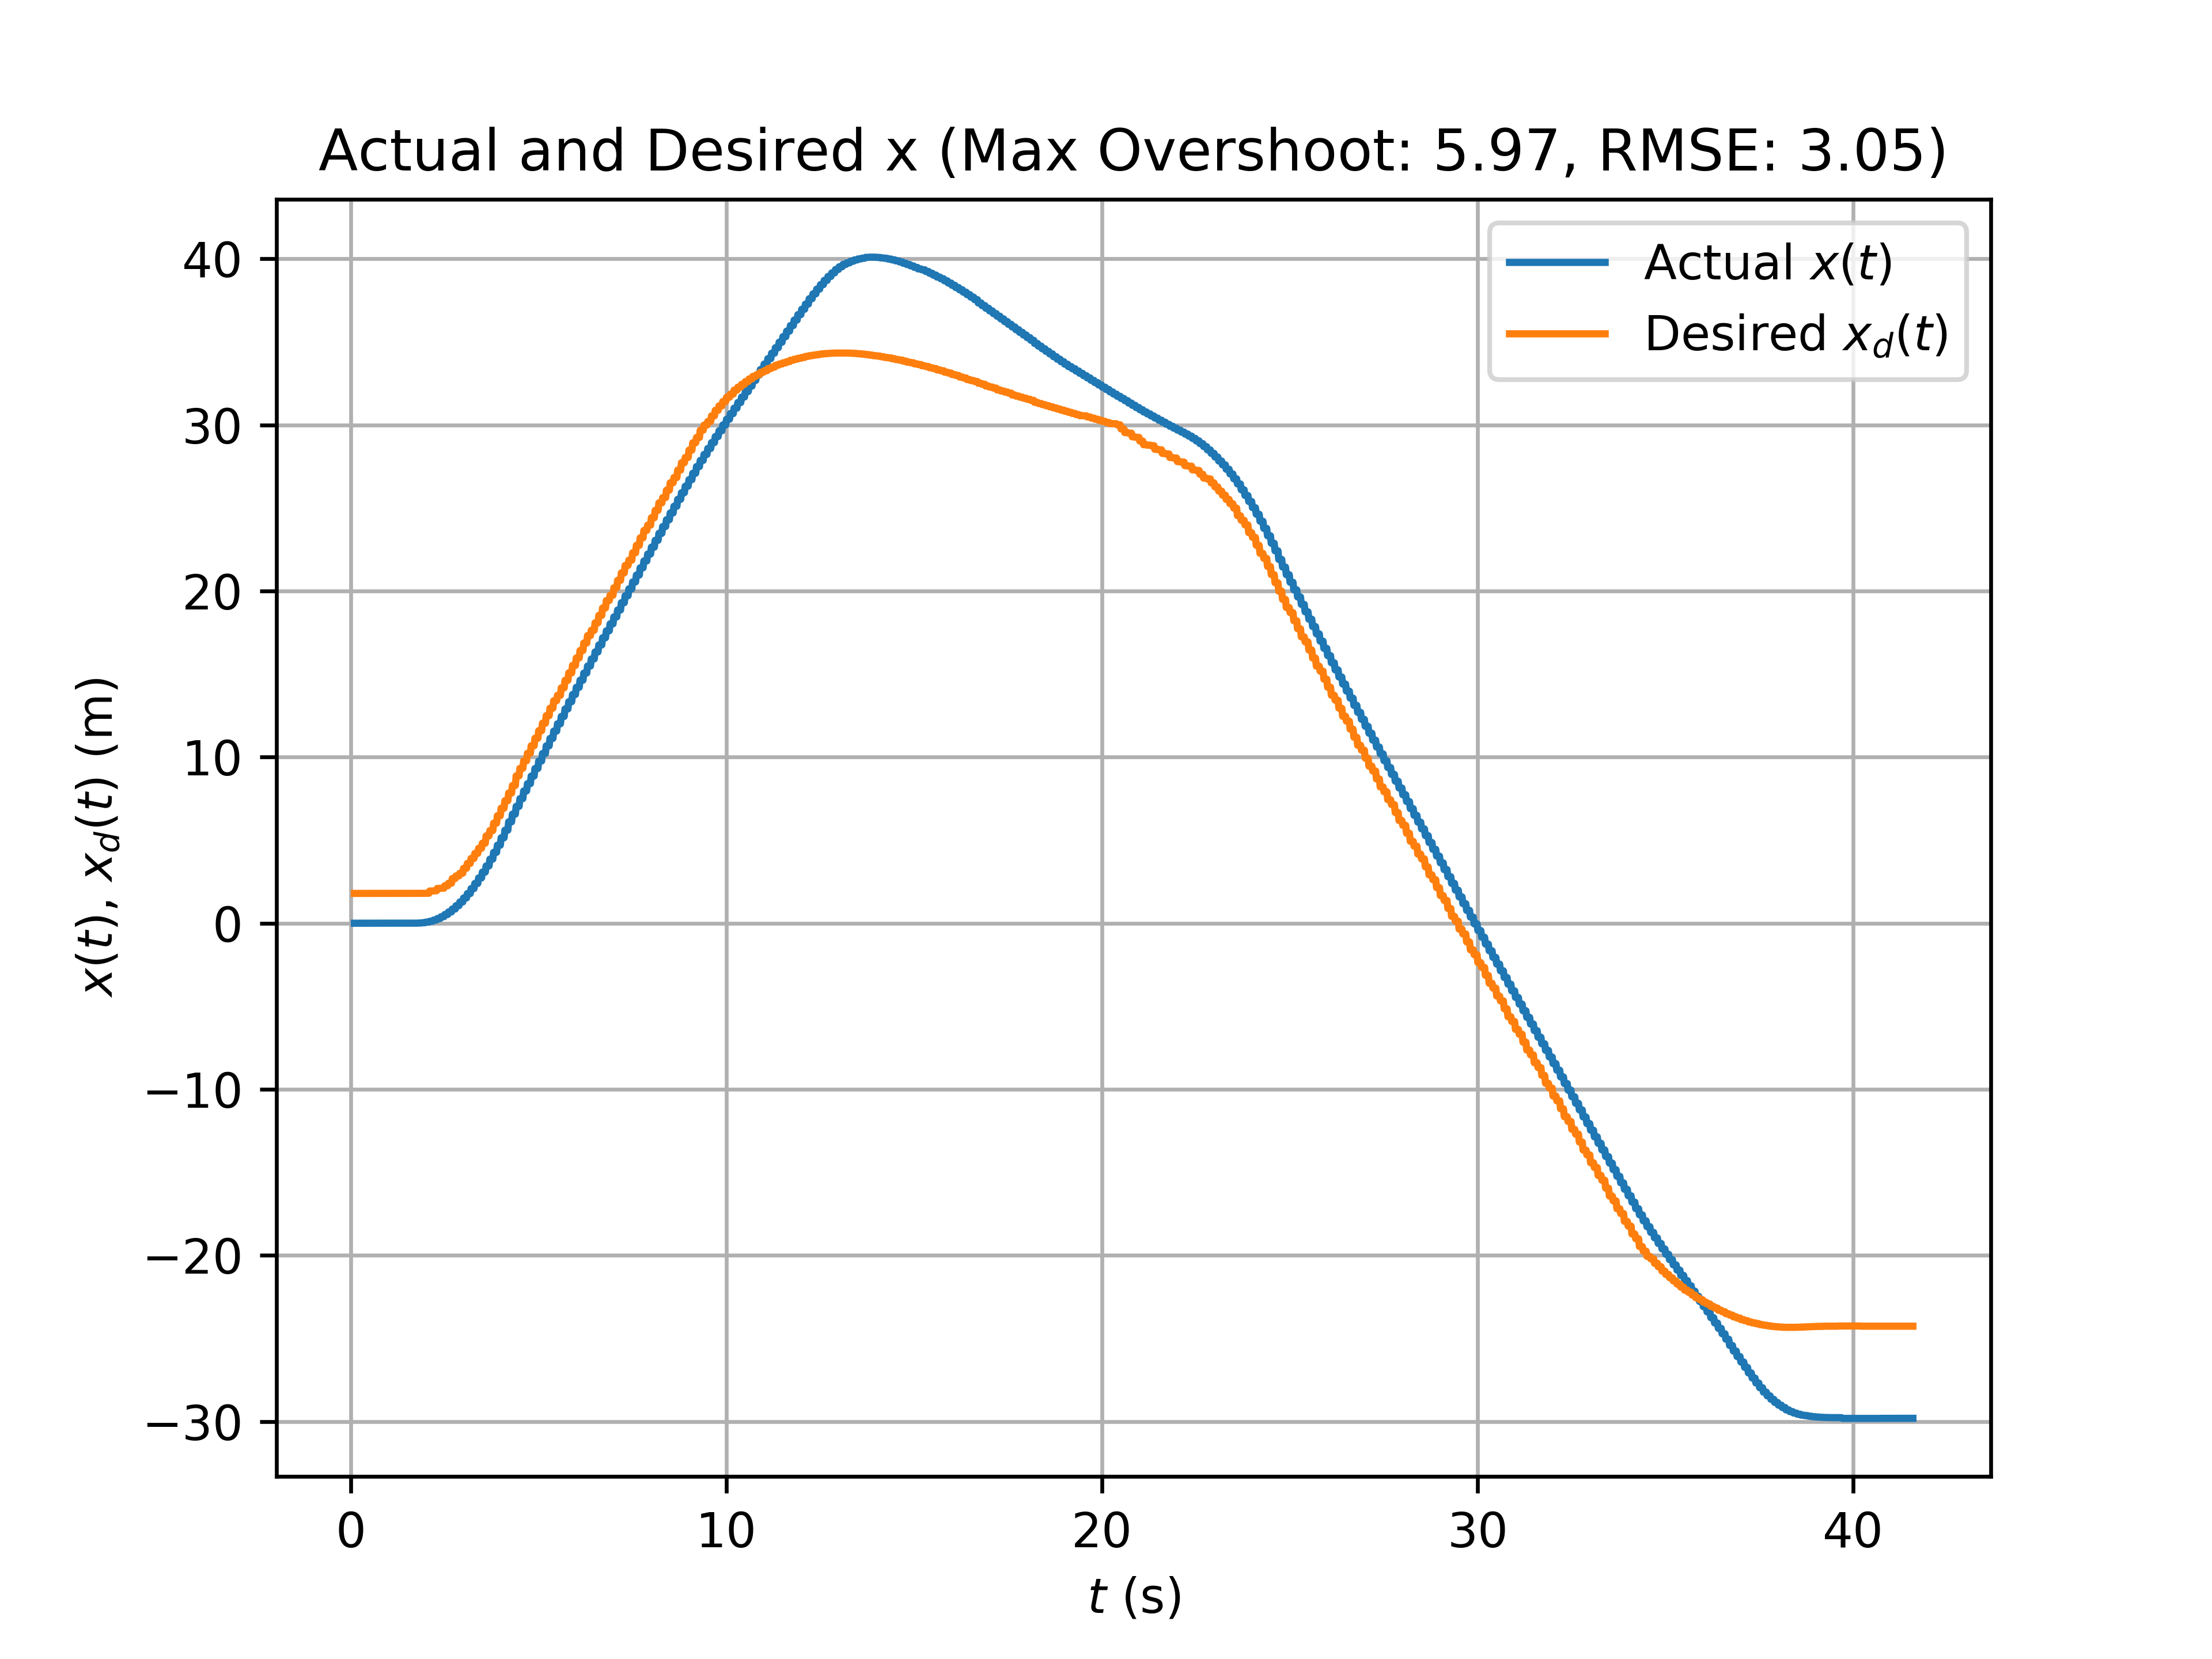 Actual and Desired x (Max Overshoot: 5.97, RMSE: 3.05)
Actual x(t)
Desired x_d(t)
x(t), x_d(t) (m)
40
30
20
10
0
−10
−20
−30
0 10 20 30 40
t (s)